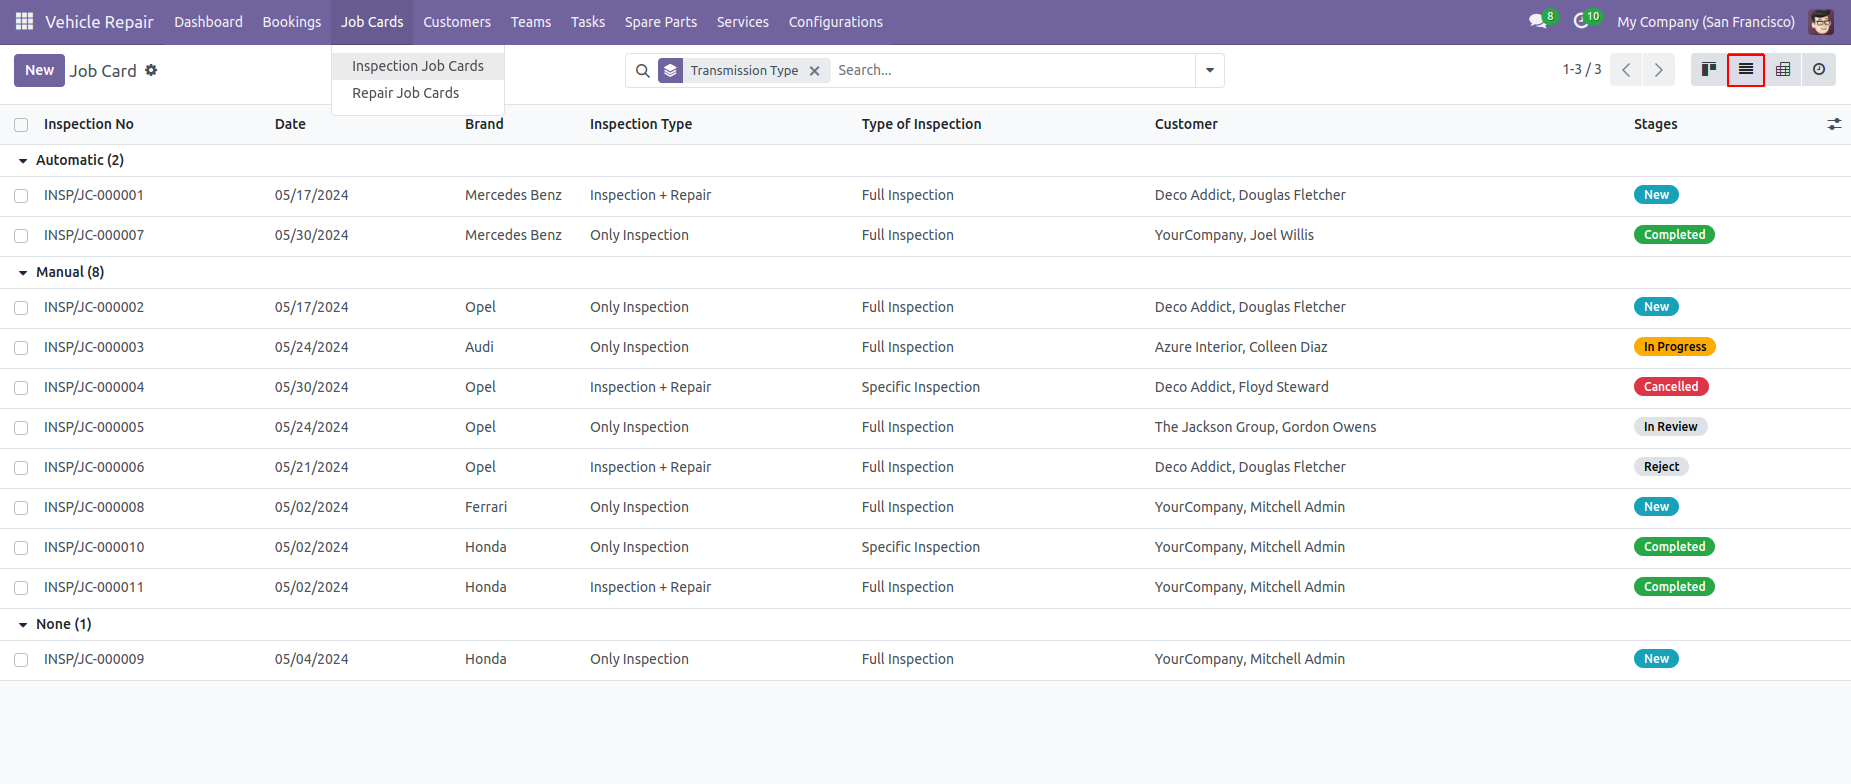 Vehicle Repair Dashboard Bookings Job Cards Customers Teams Tasks Spare Parts Services Configurations 8 10 My Company (San Francisco)
New Job Card Inspection Job Cards Transmission Type Search... 1-3 / 3
Repair Job Cards
Inspection No Date Brand Inspection Type Type of Inspection Customer Stages
Automatic (2)
INSP/JC-000001 05/17/2024 Mercedes Benz Inspection + Repair Full Inspection Deco Addict, Douglas Fletcher New
INSP/JC-000007 05/30/2024 Mercedes Benz Only Inspection Full Inspection YourCompany, Joel Willis Completed
Manual (8)
INSP/JC-000002 05/17/2024 Opel Only Inspection Full Inspection Deco Addict, Douglas Fletcher New
INSP/JC-000003 05/24/2024 Audi Only Inspection Full Inspection Azure Interior, Colleen Diaz In Progress
INSP/JC-000004 05/30/2024 Opel Inspection + Repair Specific Inspection Deco Addict, Floyd Steward Cancelled
INSP/JC-000005 05/24/2024 Opel Only Inspection Full Inspection The Jackson Group, Gordon Owens In Review
INSP/JC-000006 05/21/2024 Opel Inspection + Repair Full Inspection Deco Addict, Douglas Fletcher Reject
INSP/JC-000008 05/02/2024 Ferrari Only Inspection Full Inspection YourCompany, Mitchell Admin New
INSP/JC-000010 05/02/2024 Honda Only Inspection Specific Inspection YourCompany, Mitchell Admin Completed
INSP/JC-000011 05/02/2024 Honda Inspection + Repair Full Inspection YourCompany, Mitchell Admin Completed
None (1)
INSP/JC-000009 05/04/2024 Honda Only Inspection Full Inspection YourCompany, Mitchell Admin New